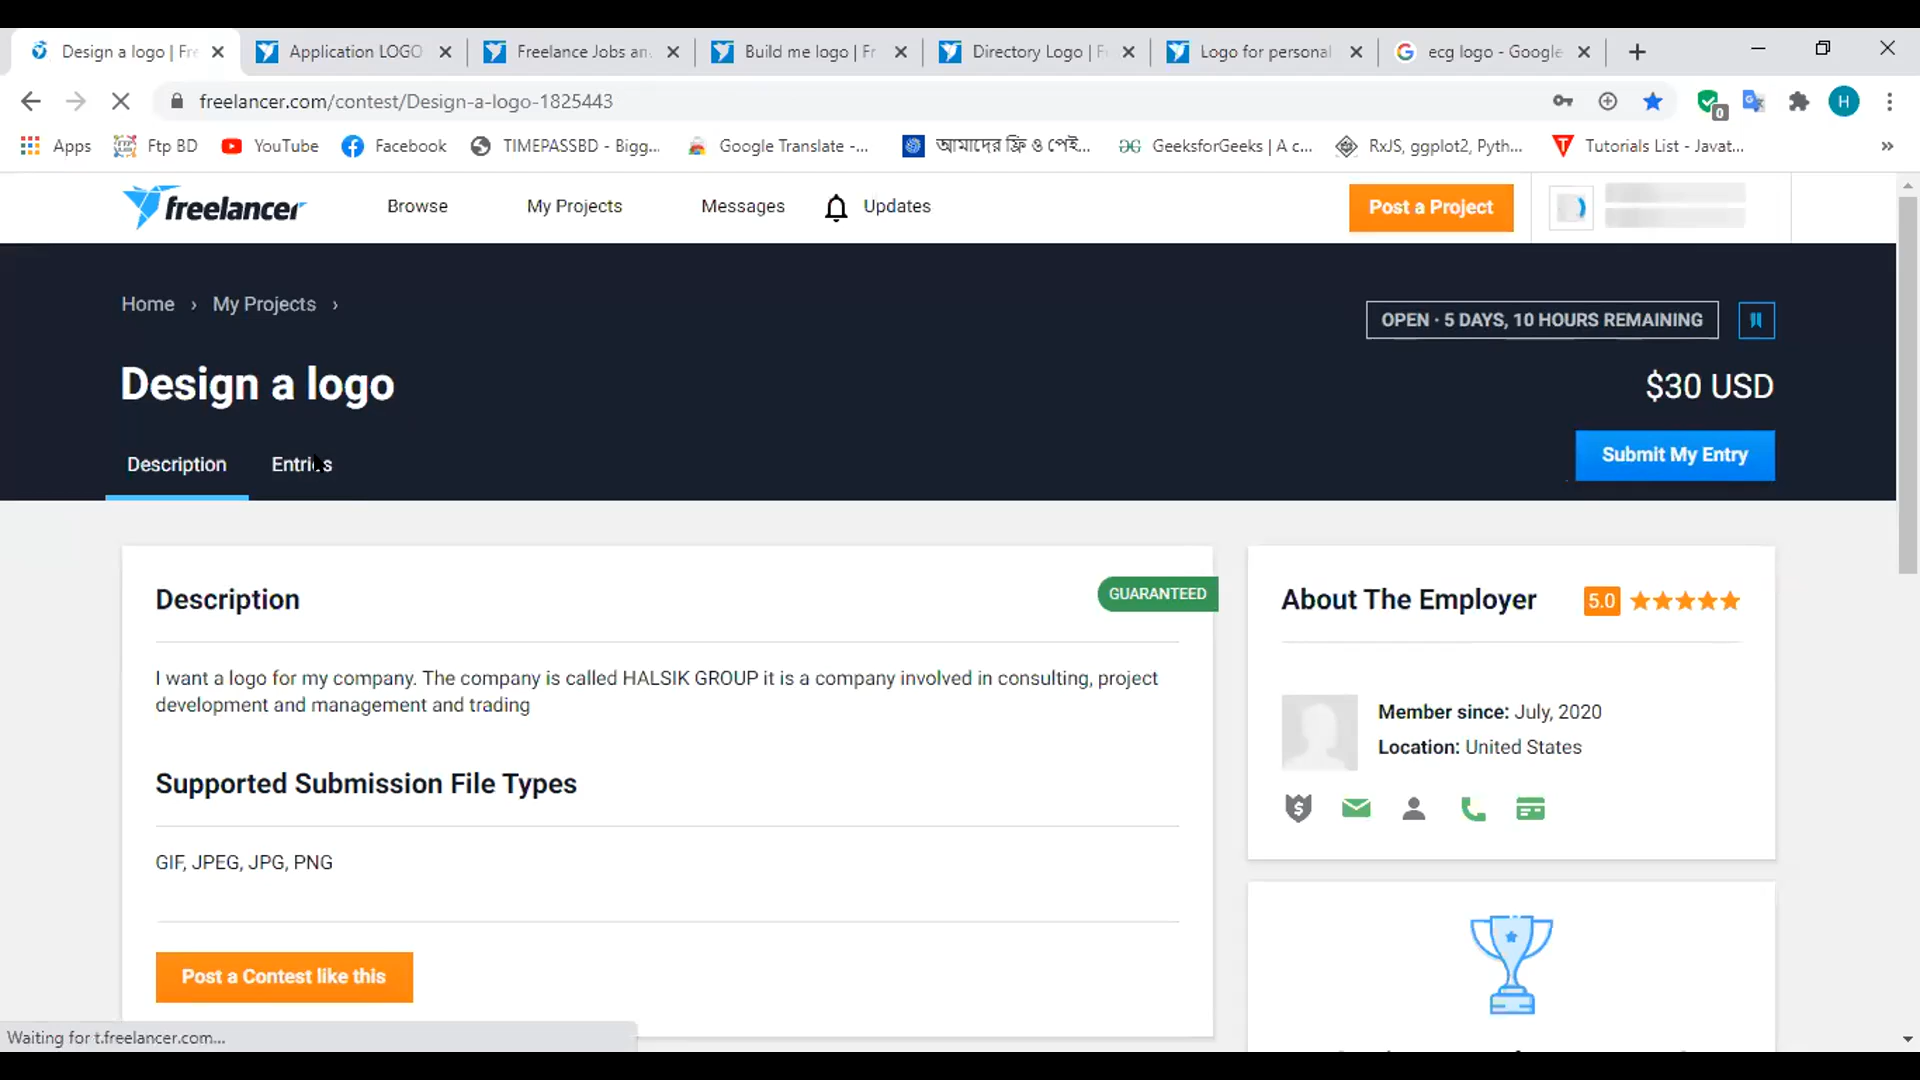 Design a logo | Fre
Application LOGO
Freelance Jobs an
Build me logo | Fr
Directory Logo | F
Logo for personal
ecg logo - Google
freelancer.com/contest/Design-a-logo-1825443
0
H
Apps
Ftp BD
YouTube
Facebook
TIMEPASSBD - Bigg...
Google Translate -...
আমাদের ফ্রি ও পেই...
GeeksforGeeks | A c...
RxJS, ggplot2, Pyth...
Tutorials List - Javat...
»
freelancer
Browse
My Projects
Messages
Updates
Post a Project
Home › My Projects ›
OPEN · 5 DAYS, 10 HOURS REMAINING
Design a logo
$30 USD
Description
Entries
Submit My Entry
Description
GUARANTEED
I want a logo for my company. The company is called HALSIK GROUP it is a company involved in consulting, project
development and management and trading
Supported Submission File Types
GIF, JPEG, JPG, PNG
Post a Contest like this
About The Employer
5.0
Member since: July, 2020
Location: United States
Waiting for t.freelancer.com...